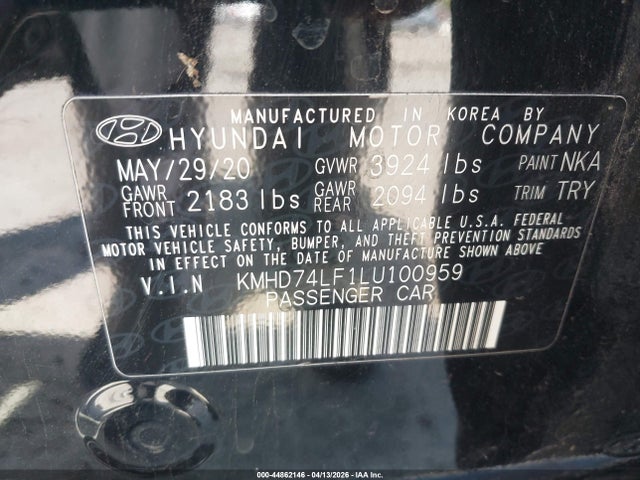 MANUFACTURED IN KOREA BY
HYUNDAI MOTOR COMPANY
MAY/29/20 GVWR 3924 lbs PAINT NKA
GAWR FRONT 2183 lbs GAWR REAR 2094 lbs TRIM TRY
THIS VEHICLE CONFORMS TO ALL APPLICABLE U.S.A. FEDERAL
MOTOR VEHICLE SAFETY, BUMPER, AND THEFT PREVENTION STANDARDS
IN EFFECT ON THE DATE OF MANUFACTURE SHOWN ABOVE
V.I.N KMHD74LF1LU100959
PASSENGER CAR
000-44862146 - 04/13/2026 - IAA Inc.